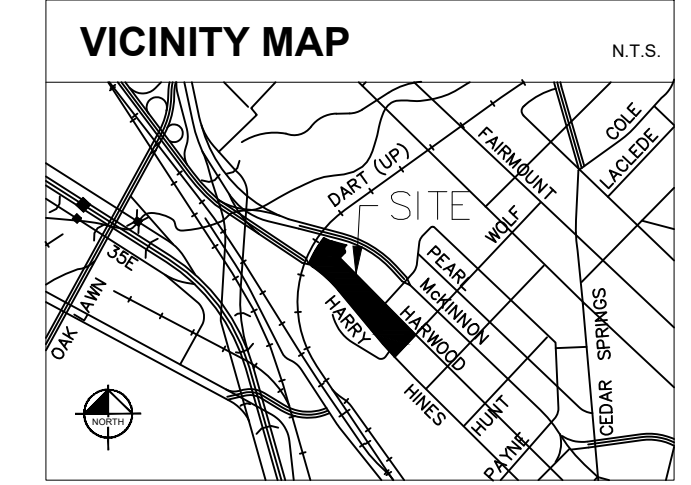 VICINITY MAP
N.T.S.
COLE
LACLEDE
FAIRMOUNT
DART (UP)
SITE
WOLF
PEARL
McKINNON
HARWOOD
HARRY
HINES
35E
OAK LAWN
CEDAR SPRINGS
HUNT
PAYNE
NORTH